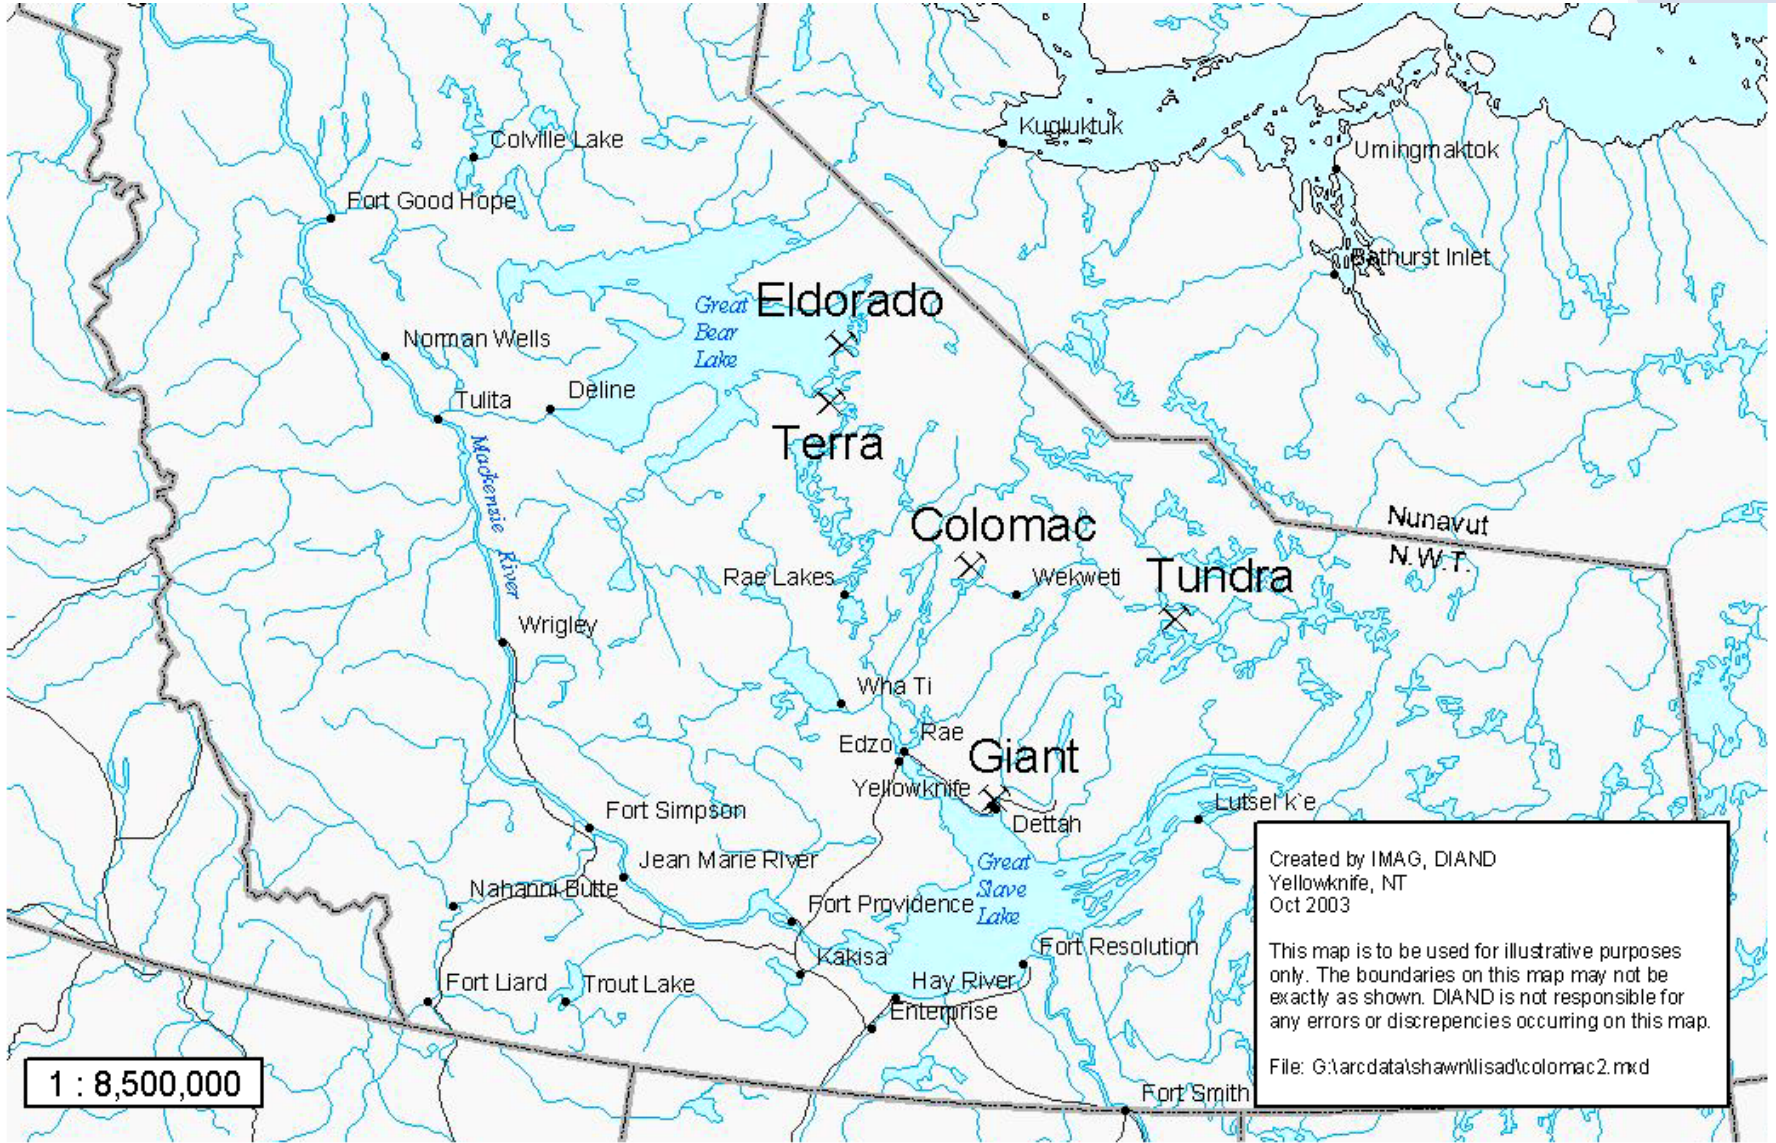 Kugluktuk
Colville Lake
Umingmaktok
Fort Good Hope
Bathurst Inlet
Great
Bear
Lake
Eldorado
Norman Wells
Deline
Tulita
Terra
Mackenzie River
Colomac
Nunavut
N.W.T.
Rae Lakes
Wekweti
Tundra
Wrigley
Wha Ti
Rae
Edzo
Giant
Yellowknife
Dettah
Lutsel k`e
Fort Simpson
Jean Marie River
Great
Slave
Lake
Nahanni Butte
Fort Providence
Fort Resolution
Kakisa
Hay River
Fort Liard
Trout Lake
Enterprise
Fort Smith
1 : 8,500,000
Created by IMAG, DIAND
Yellowknife, NT
Oct 2003
This map is to be used for illustrative purposes
only. The boundaries on this map may not be
exactly as shown. DIAND is not responsible for
any errors or discrepencies occurring on this map.
File: G:\arcdata\shawn\lisad\colomac2.mxd